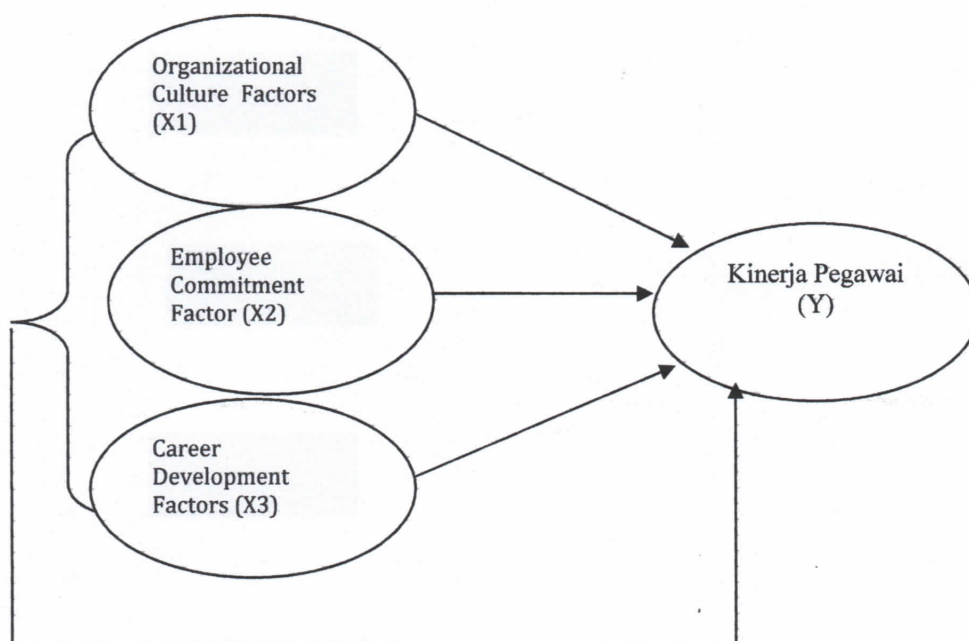 Organizational
Culture Factors
(X1)
Employee
Commitment
Factor (X2)
Kinerja Pegawai
(Y)
Career
Development
Factors (X3)